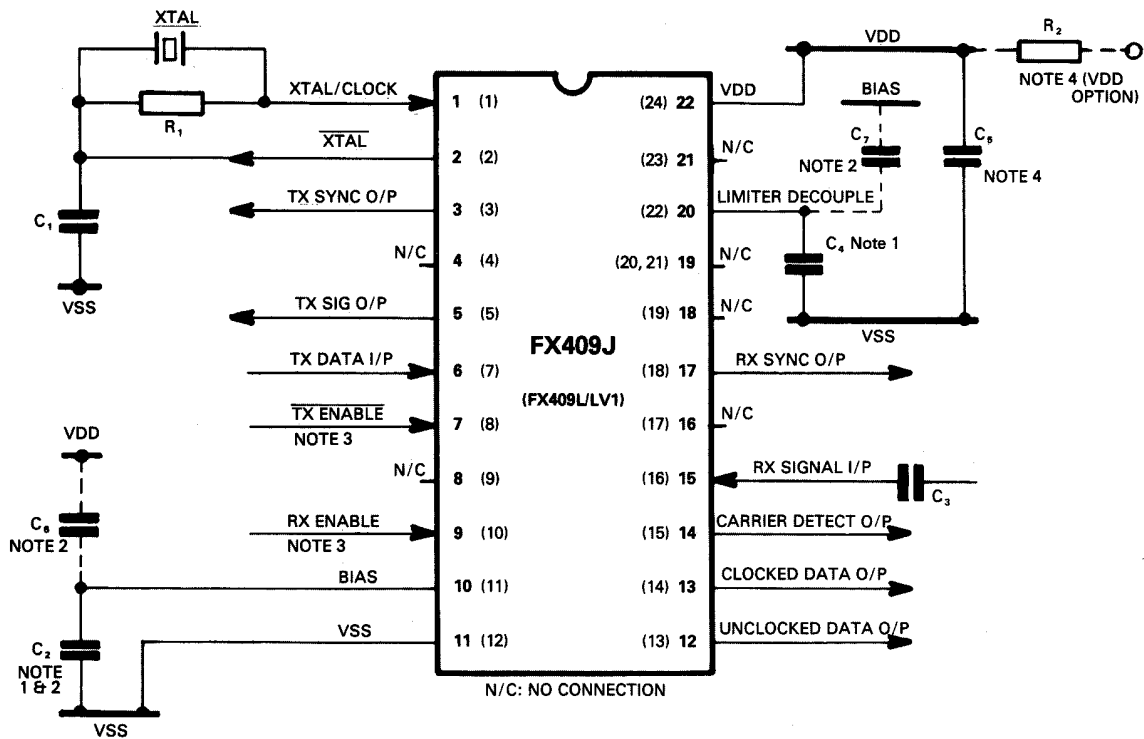 XTAL
R1
XTAL/CLOCK
XTAL
C1
VSS
TX SYNC O/P
N/C
TX SIG O/P
TX DATA I/P
TX ENABLE
NOTE 3
N/C
RX ENABLE
NOTE 3
VDD
C6
NOTE 2
BIAS
C2
NOTE
1 & 2
VSS
VSS
1 (1)
2 (2)
3 (3)
4 (4)
5 (5)
6 (7)
7 (8)
8 (9)
9 (10)
10 (11)
11 (12)
FX409J
(FX409L/LV1)
(24) 22
(23) 21
(22) 20
(20, 21) 19
(19) 18
(18) 17
(17) 16
(16) 15
(15) 14
(14) 13
(13) 12
VDD
VDD
R2
NOTE 4 (VDD
OPTION)
BIAS
C7
NOTE 2
C5
NOTE 4
N/C
LIMITER DECOUPLE
C4 Note 1
N/C
N/C
VSS
RX SYNC O/P
N/C
RX SIGNAL I/P
C3
CARRIER DETECT O/P
CLOCKED DATA O/P
UNCLOCKED DATA O/P
N/C: NO CONNECTION